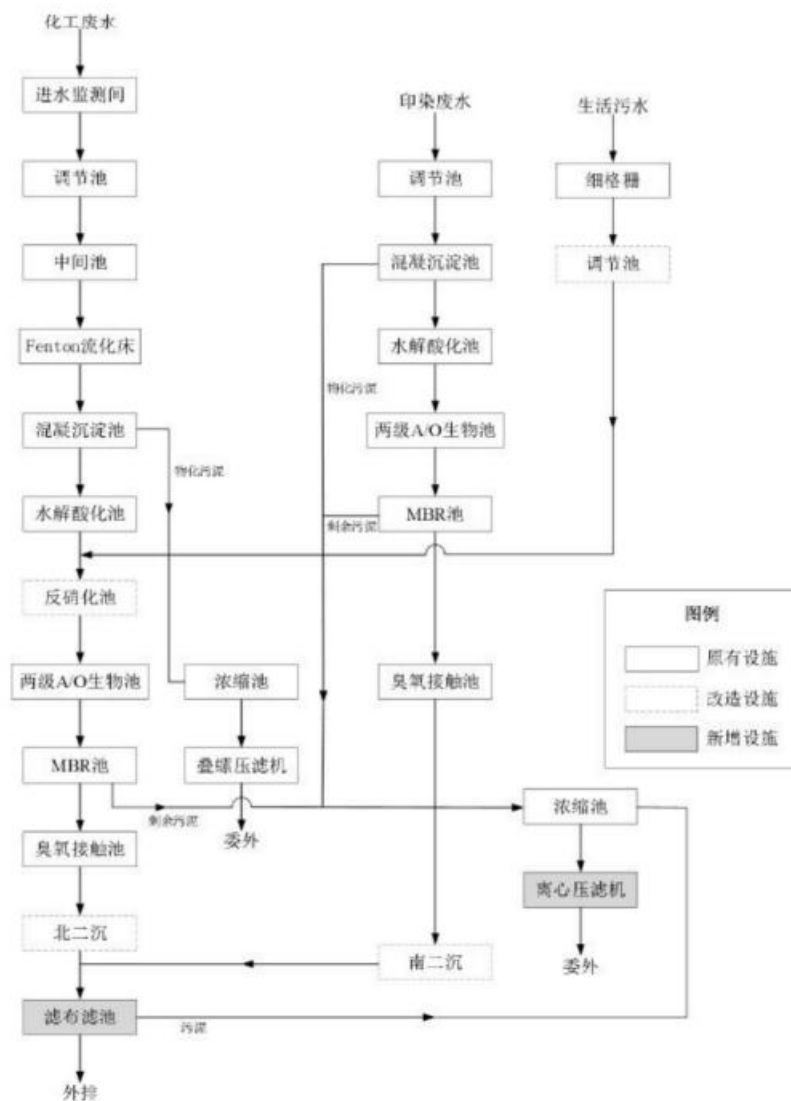 化工废水
进水监测间
调节池
中间池
Fenton流化床
混凝沉淀池
物化污泥
水解酸化池
反硝化池
两级A/O生物池
MBR池
剩余污泥
臭氧接触池
北二沉
滤布滤池
污泥
外排
浓缩池
叠螺压滤机
委外
印染废水
调节池
混凝沉淀池
物化污泥
水解酸化池
两级A/O生物池
MBR池
剩余污泥
臭氧接触池
南二沉
生活污水
细格栅
调节池
浓缩池
离心压滤机
委外
图例
原有设施
改造设施
新增设施